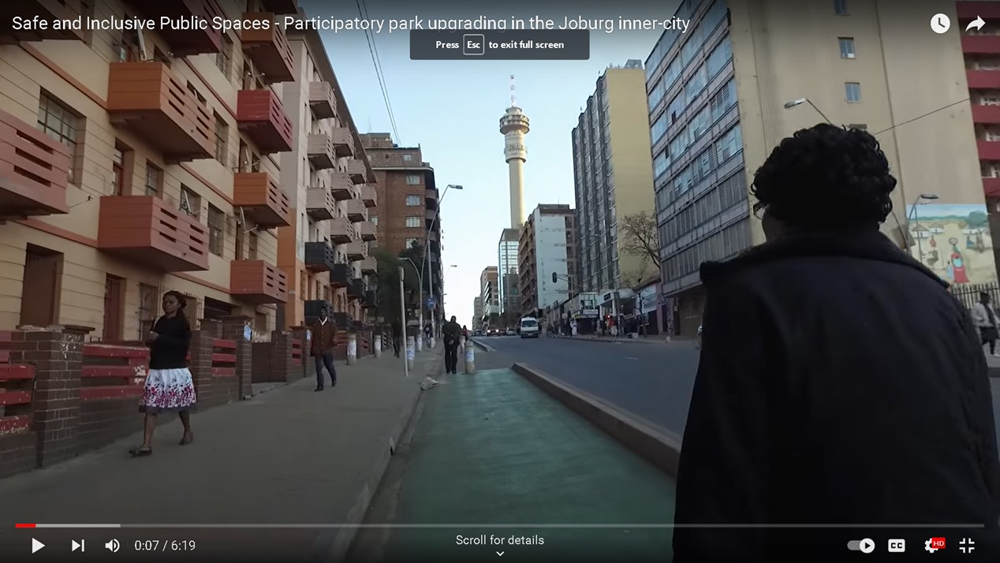 Safe and Inclusive Public Spaces - Participatory park upgrading in the Joburg inner-city
Press Esc to exit full screen
0:07 / 6:19
Scroll for details
CC
HD